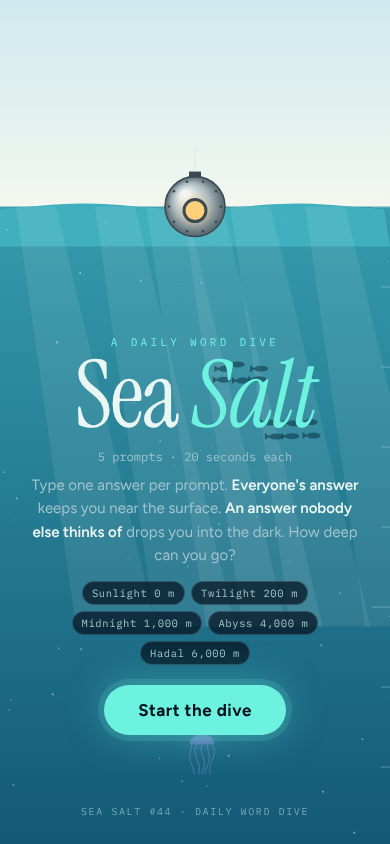 A DAILY WORD DIVE
Sea Salt
5 prompts · 20 seconds each
Type one answer per prompt. Everyone's answer
keeps you near the surface. An answer nobody
else thinks of drops you into the dark. How deep
can you go?
Sunlight 0 m
Twilight 200 m
Midnight 1,000 m
Abyss 4,000 m
Hadal 6,000 m
Start the dive
SEA SALT #44 · DAILY WORD DIVE